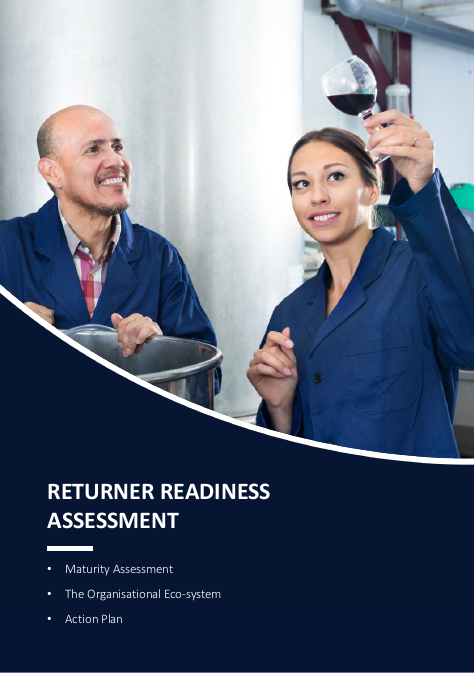 RETURNER READINESS
ASSESSMENT
• Maturity Assessment
• The Organisational Eco-system
• Action Plan